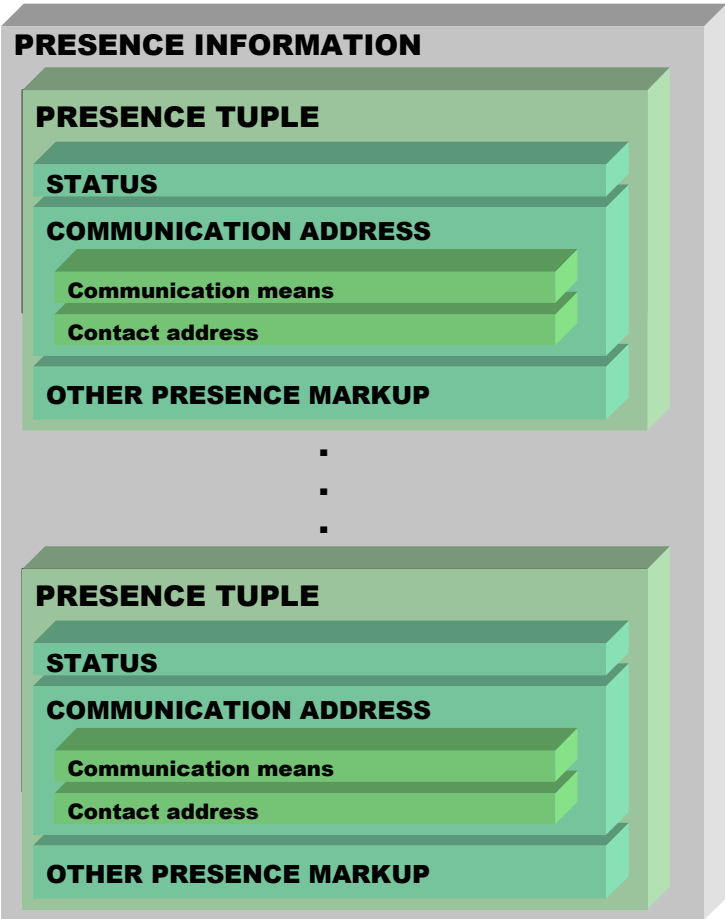 PRESENCE INFORMATION
PRESENCE TUPLE
STATUS
COMMUNICATION ADDRESS
Communication means
Contact address
OTHER PRESENCE MARKUP
.
.
.
PRESENCE TUPLE
STATUS
COMMUNICATION ADDRESS
Communication means
Contact address
OTHER PRESENCE MARKUP